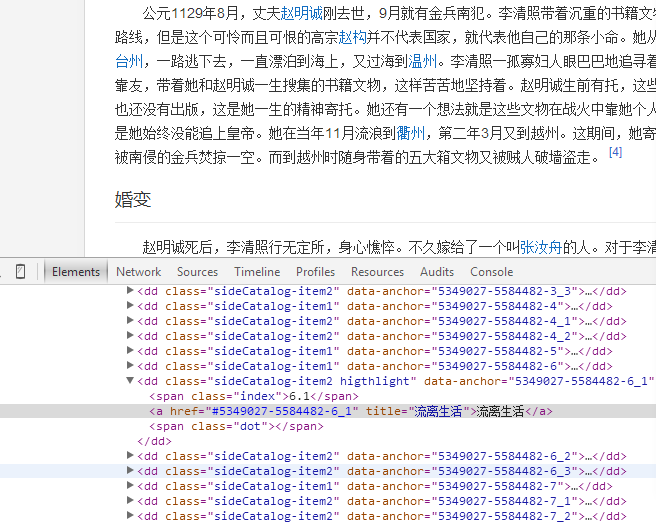 公元1129年8月，丈夫赵明诚刚去世，9月就有金兵南犯。李清照带着沉重的书籍文物
路线，但是这个可怜而且可恨的高宗赵构并不代表国家，就代表他自己的那条小命。她从
台州，一路逃下去，一直漂泊到海上，又过海到温州。李清照一孤寡妇人眼巴巴地追寻着
靠友，带着她和赵明诚一生搜集的书籍文物，这样苦苦地坚持着。赵明诚生前有托，这些
也还没有出版，这是她一生的精神寄托。她还有一个想法就是这些文物在战火中靠她个人
是她始终没能追上皇帝。她在当年11月流浪到衢州，第二年3月又到越州。这期间，她寄
被南侵的金兵焚掠一空。而到越州时随身带着的五大箱文物又被贼人破墙盗走。 [4]
婚变
赵明诚死后，李清照行无定所，身心憔悴。不久嫁给了一个叫张汝舟的人。对于李清
Elements Network Sources Timeline Profiles Resources Audits Console
<dd class="sideCatalog-item2" data-anchor="5349027-5584482-3_3">…</dd>
<dd class="sideCatalog-item1" data-anchor="5349027-5584482-4">…</dd>
<dd class="sideCatalog-item2" data-anchor="5349027-5584482-4_1">…</dd>
<dd class="sideCatalog-item2" data-anchor="5349027-5584482-4_2">…</dd>
<dd class="sideCatalog-item1" data-anchor="5349027-5584482-5">…</dd>
<dd class="sideCatalog-item1" data-anchor="5349027-5584482-6">…</dd>
<dd class="sideCatalog-item2 higthlight" data-anchor="5349027-5584482-6_1"
<span class="index">6.1</span>
<a href="#5349027-5584482-6_1" title="流离生活">流离生活</a>
<span class="dot"></span>
</dd>
<dd class="sideCatalog-item2" data-anchor="5349027-5584482-6_2">…</dd>
<dd class="sideCatalog-item2" data-anchor="5349027-5584482-6_3">…</dd>
<dd class="sideCatalog-item1" data-anchor="5349027-5584482-7">…</dd>
<dd class="sideCatalog-item2" data-anchor="5349027-5584482-7_1">…</dd>
<dd class="sideCatalog-item2" data-anchor="5349027-5584482-7_2">…</dd>